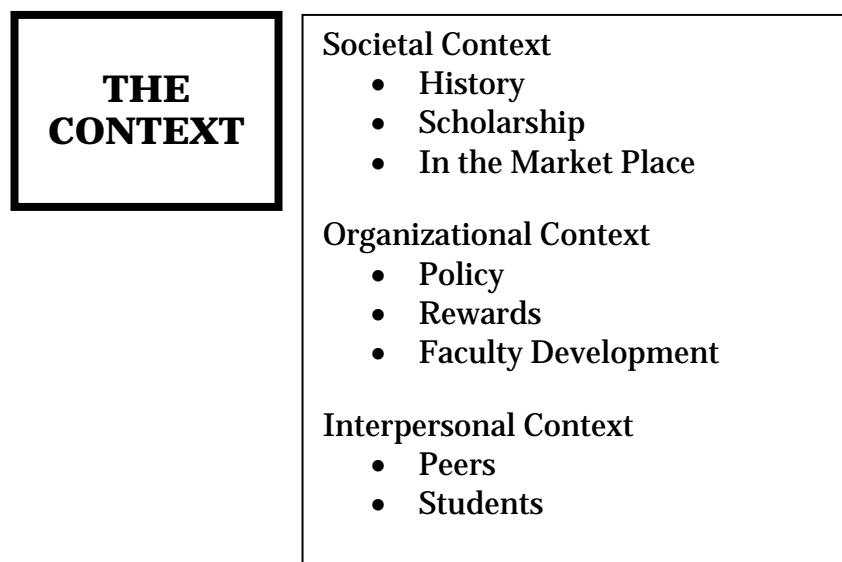 THE
CONTEXT
Societal Context
• History
• Scholarship
• In the Market Place
Organizational Context
• Policy
• Rewards
• Faculty Development
Interpersonal Context
• Peers
• Students